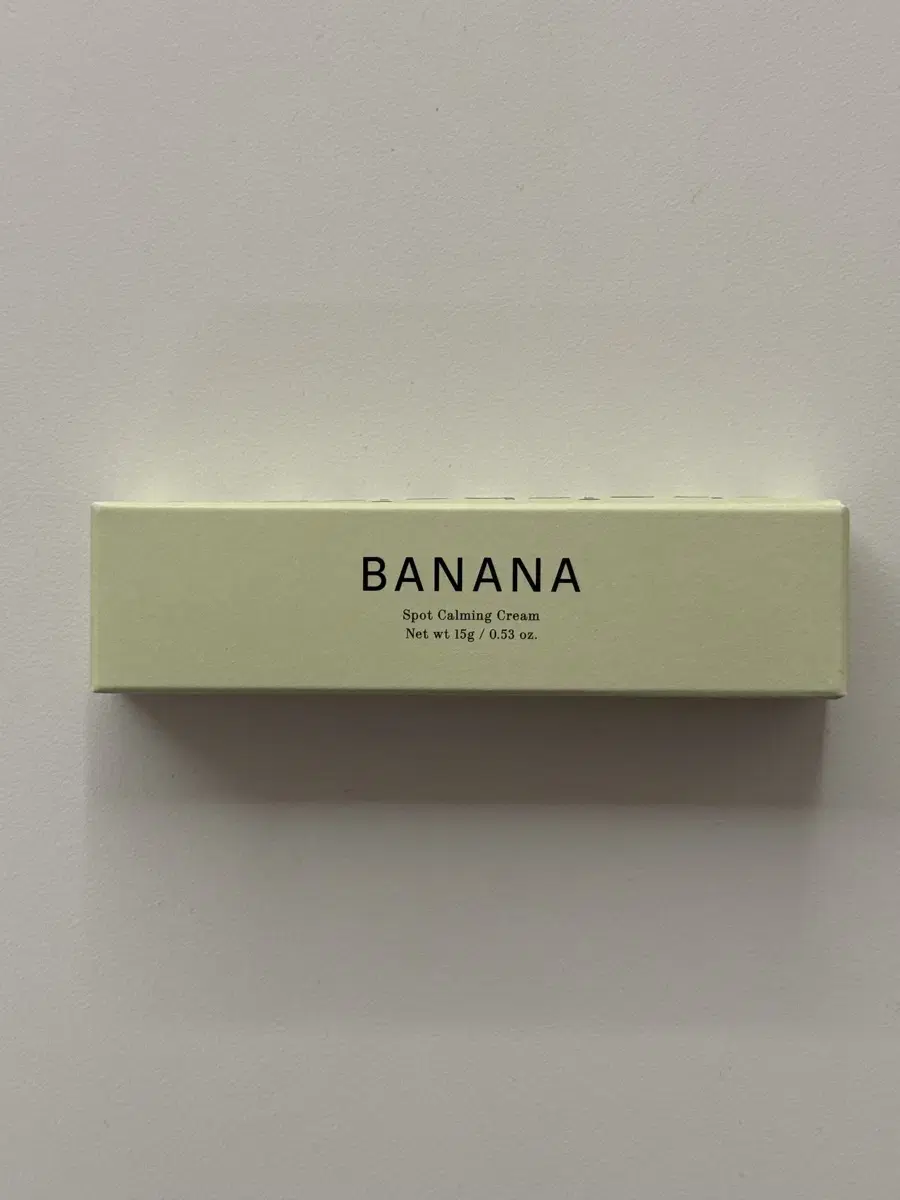 BANANA
Spot Calming Cream
Net wt 15g / 0.53 oz.